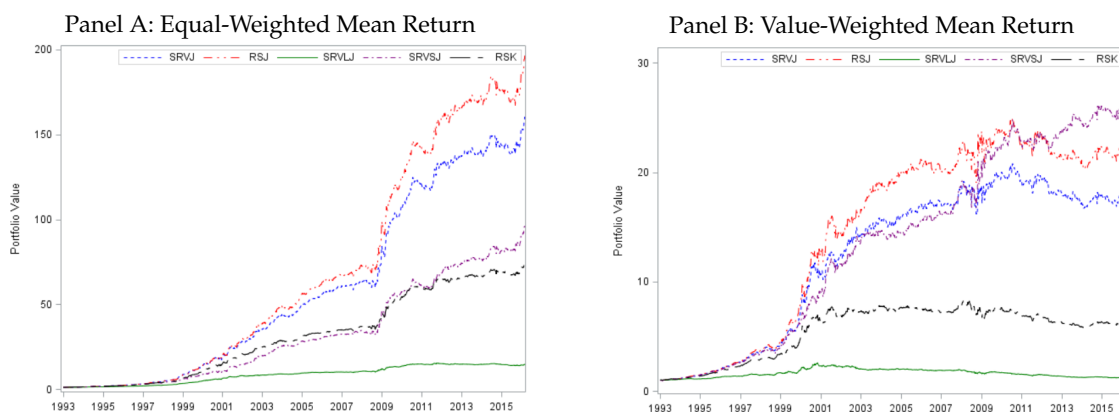 Panel A: Equal-Weighted Mean Return
SRVJ RSJ SRVLJ SRVSJ RSK
Portfolio Value
200
150
100
50
0
1993 1995 1997 1999 2001 2003 2005 2007 2009 2011 2013 2015
Panel B: Value-Weighted Mean Return
SRVJ RSJ SRVLJ SRVSJ RSK
Portfolio Value
30
20
10
0
1993 1995 1997 1999 2001 2003 2005 2007 2009 2011 2013 2015